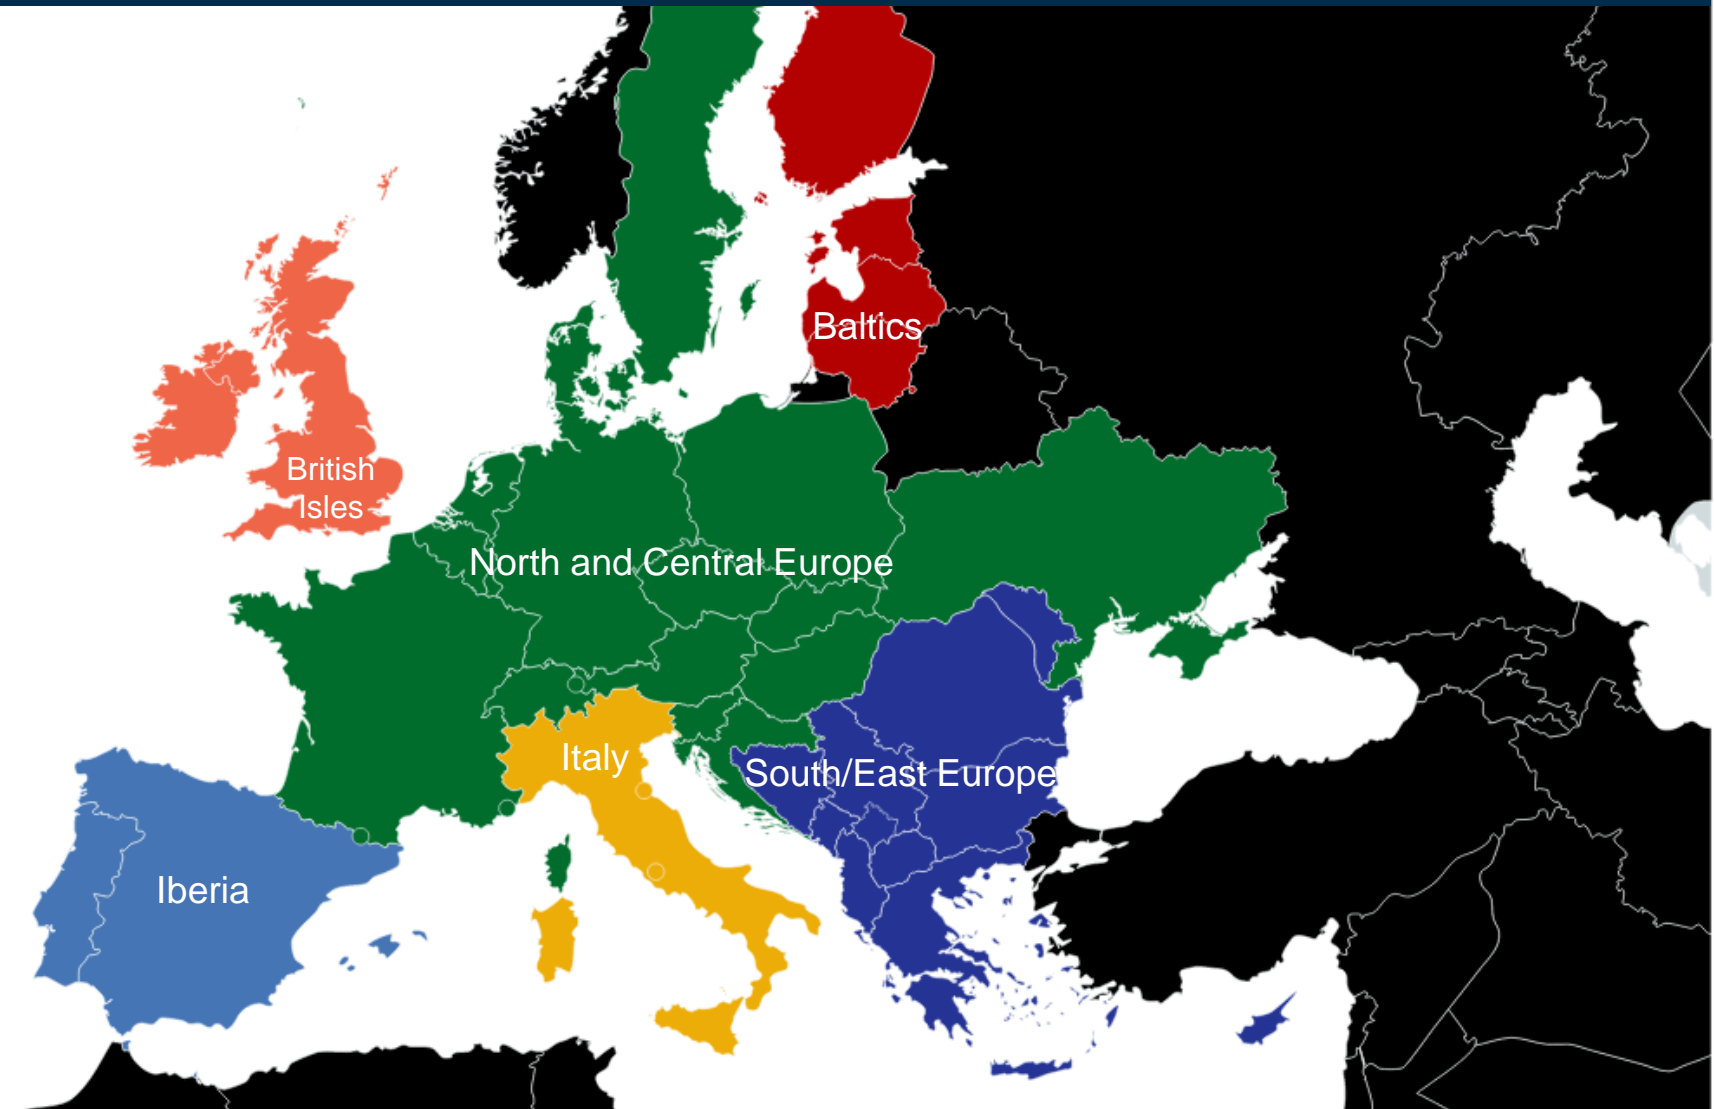 Baltics
British
Isles
North and Central Europe
Italy
South/East Europe
Iberia